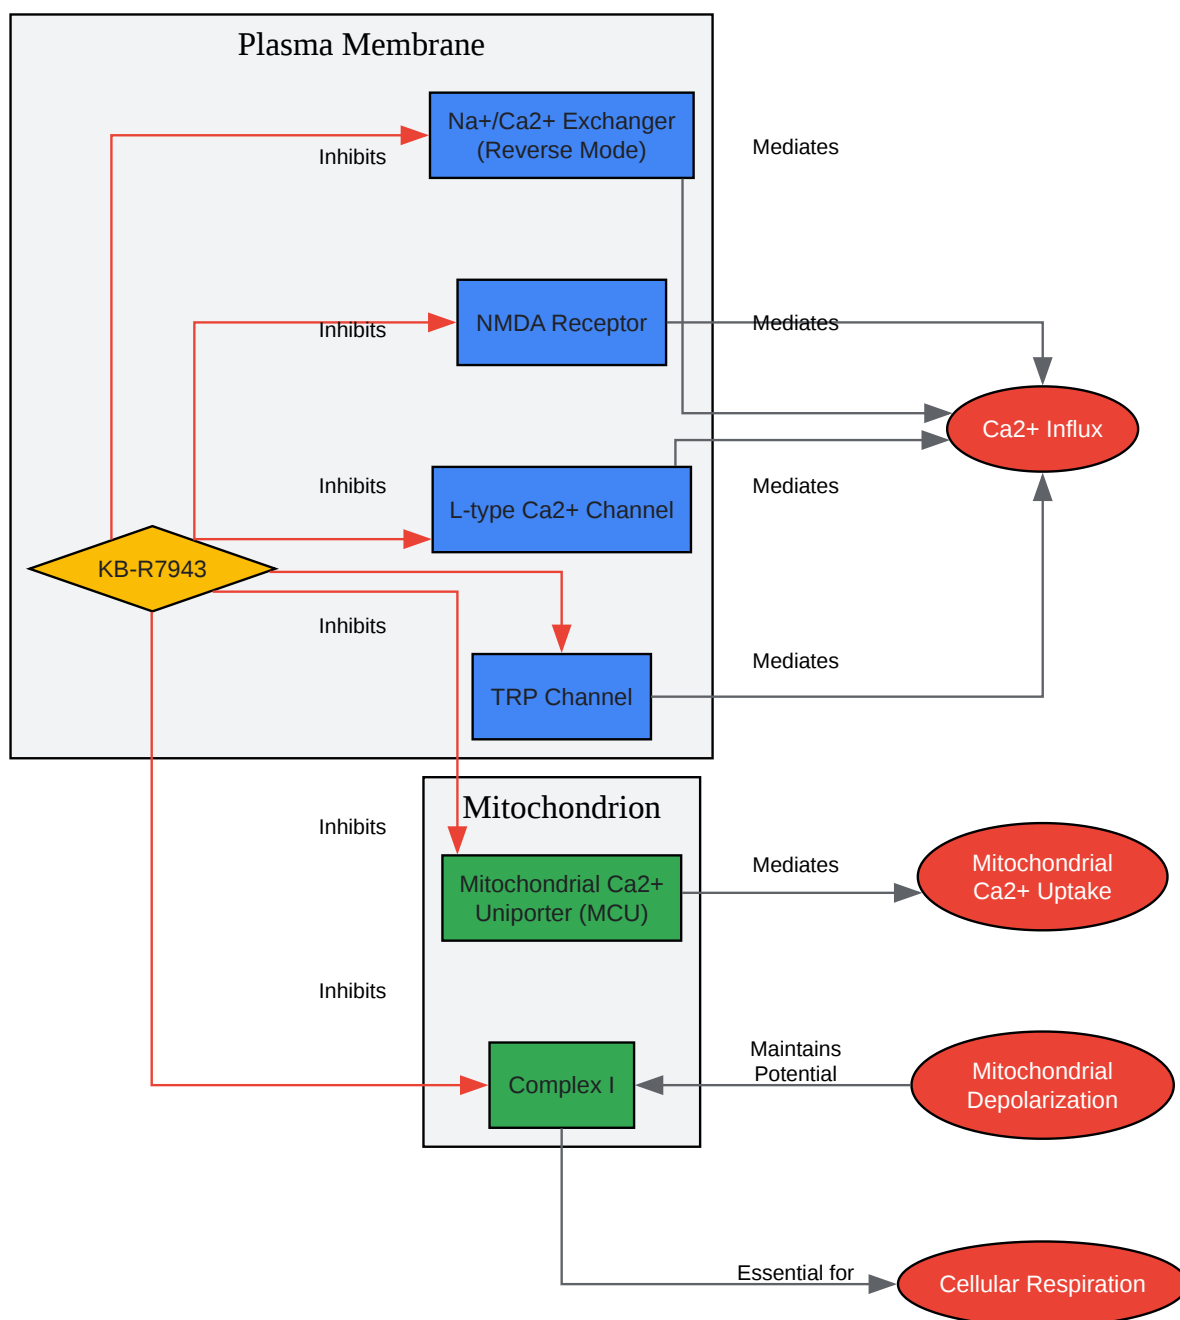 Plasma Membrane
Na+/Ca2+ Exchanger
(Reverse Mode)
Mediates
Inhibits
NMDA Receptor
Mediates
Inhibits
Ca2+ Influx
Inhibits
Mediates
L-type Ca2+ Channel
KB-R7943
Inhibits
Mediates
TRP Channel
Mitochondrion
Inhibits
Mitochondrial Ca2+
Uniporter (MCU)
Mediates
Mitochondrial
Ca2+ Uptake
Inhibits
Complex I
Maintains
Potential
Mitochondrial
Depolarization
Essential for
Cellular Respiration